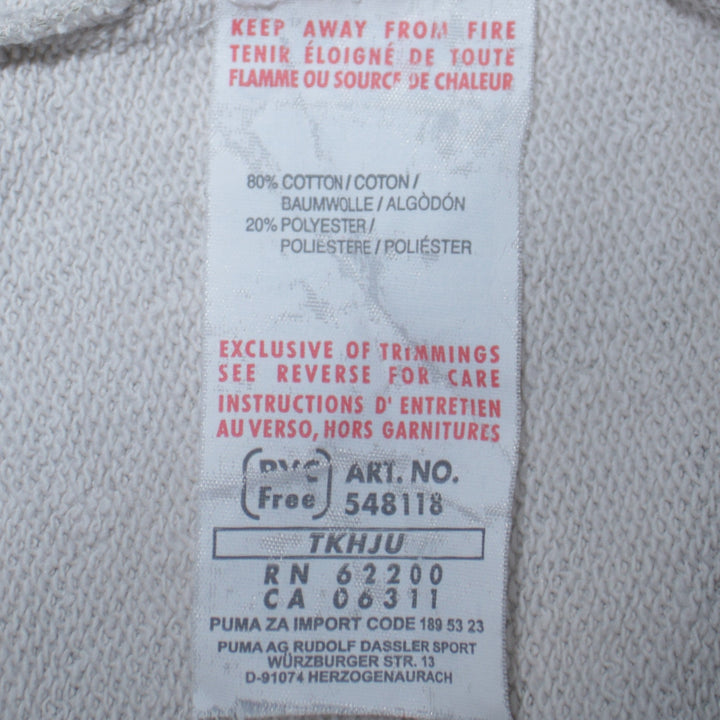 KEEP AWAY FROM FIRE
TENIR ÉLOIGNÉ DE TOUTE
FLAMME OU SOURCE DE CHALEUR
80% COTTON / COTON /
BAUMWOLLE / ALGÒDÓN
20% POLYESTER /
POLIESTERE / POLIÉSTER
EXCLUSIVE OF TRIMMINGS
SEE REVERSE FOR CARE
INSTRUCTIONS D' ENTRETIEN
AU VERSO, HORS GARNITURES
PVC
Free
ART. NO.
548118
TKHJU
RN 62200
CA 06311
PUMA ZA IMPORT CODE 189 53 23
PUMA AG RUDOLF DASSLER SPORT
WÜRZBURGER STR. 13
D-91074 HERZOGENAURACH